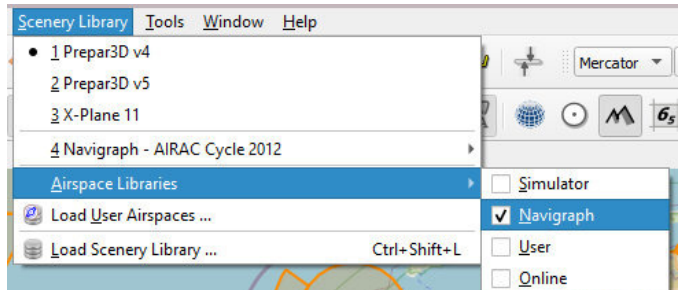 Scenery Library Tools Window Help
1 Prepar3D v4
2 Prepar3D v5
3 X-Plane 11
4 Navigraph - AIRAC Cycle 2012
Airspace Libraries
Load User Airspaces ...
Load Scenery Library ... Ctrl+Shift+L
Mercator
6s
Simulator
Navigraph
User
Online